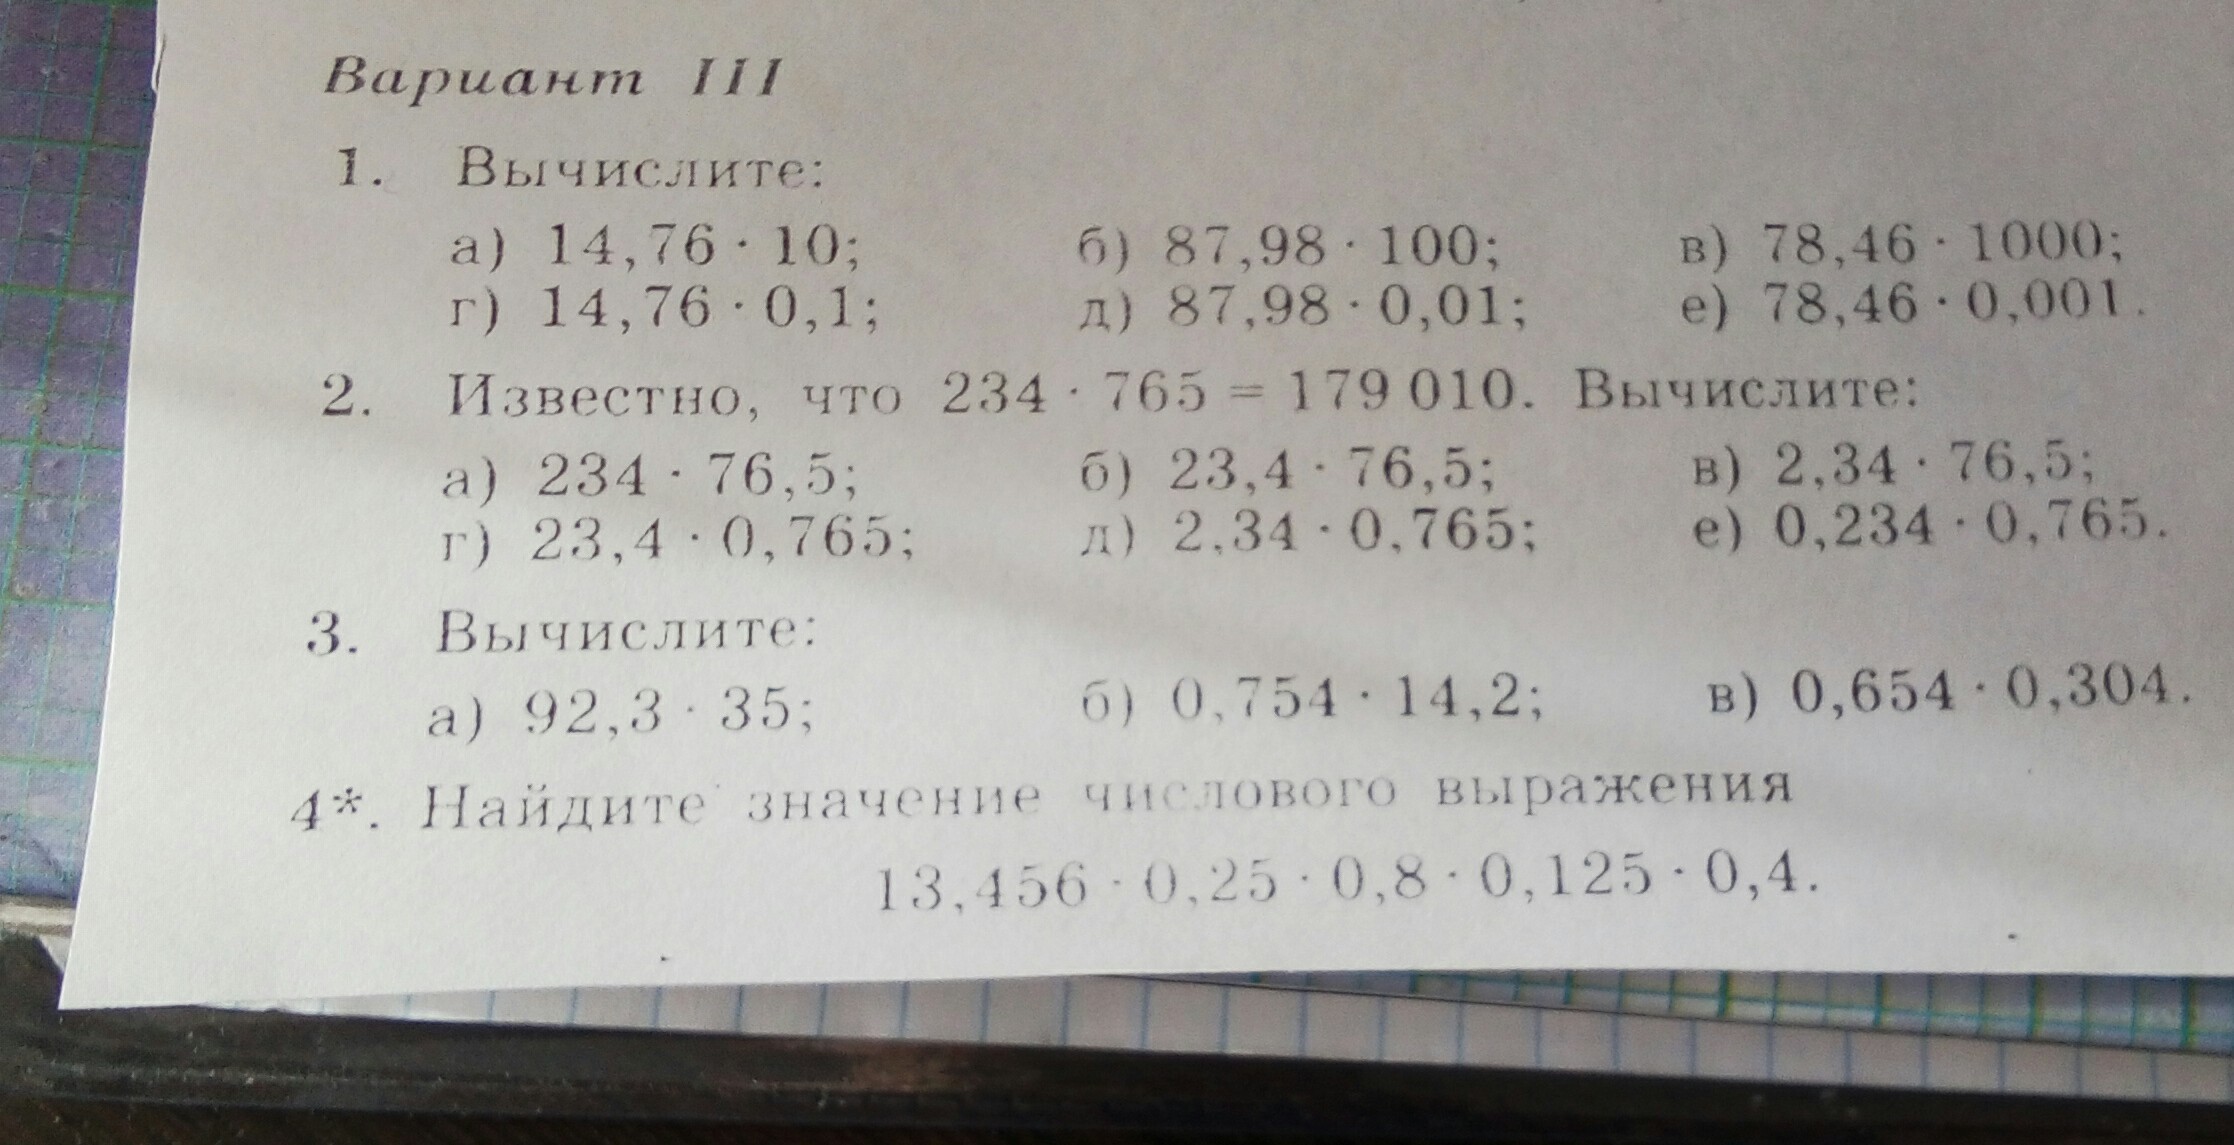 Вариант III
1. Вычислите:
а) 14,76 · 10; б) 87,98 · 100; в) 78,46 · 1000;
г) 14,76 · 0,1; д) 87,98 · 0,01; е) 78,46 · 0,001.
2. Известно, что 234 · 765 = 179 010. Вычислите:
а) 234 · 76,5; б) 23,4 · 76,5; в) 2,34 · 76,5;
г) 23,4 · 0,765; д) 2,34 · 0,765; е) 0,234 · 0,765.
3. Вычислите:
а) 92,3 · 35; б) 0,754 · 14,2; в) 0,654 · 0,304.
4*. Найдите значение числового выражения
13,456 · 0,25 · 0,8 · 0,125 · 0,4.